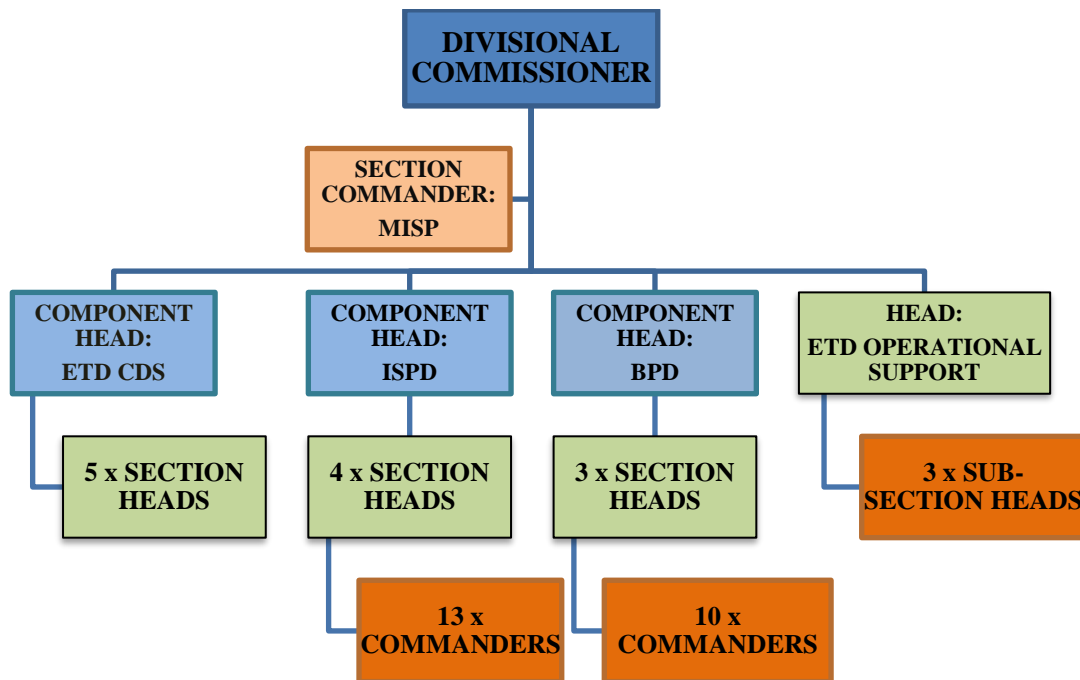 DIVISIONAL
COMMISSIONER
SECTION
COMMANDER:
MISP
COMPONENT
HEAD:
ETD CDS
COMPONENT
HEAD:
ISPD
COMPONENT
HEAD:
BPD
HEAD:
ETD OPERATIONAL
SUPPORT
5 x SECTION
HEADS
4 x SECTION
HEADS
3 x SECTION
HEADS
3 x SUB-
SECTION HEADS
13 x
COMMANDERS
10 x
COMMANDERS